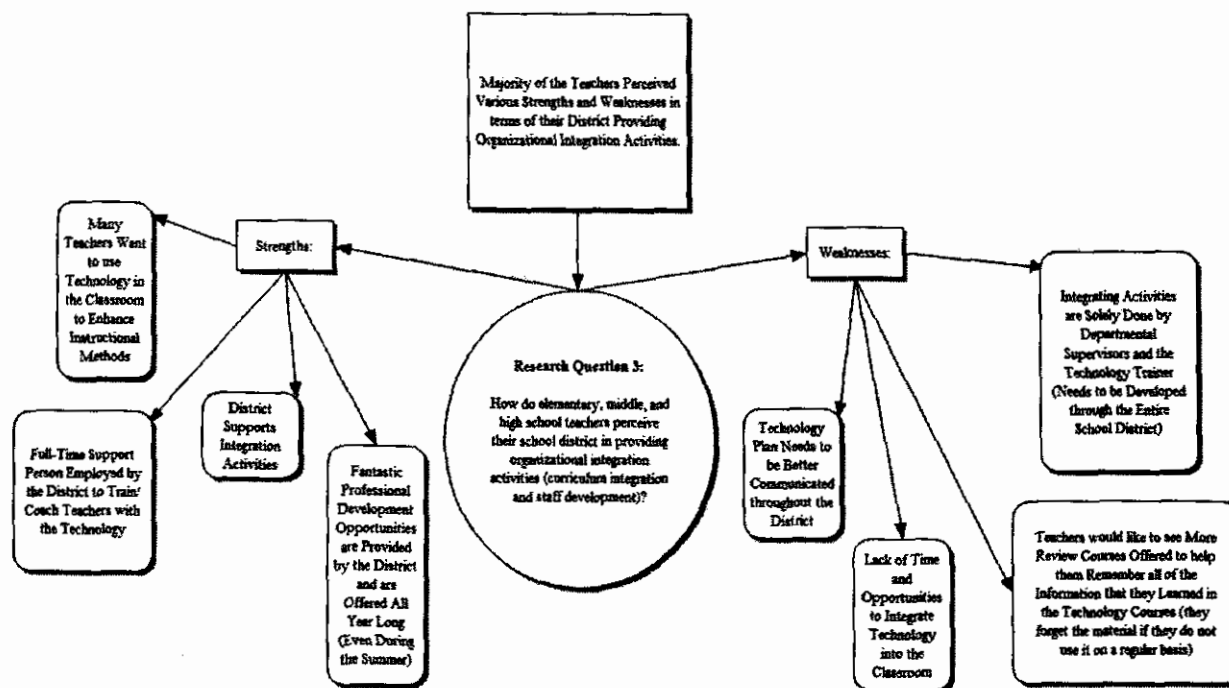 Majority of the Teachers Perceived
Various Strengths and Weaknesses in
terms of their District Providing
Organizational Integration Activities.
Strengths:
Many
Teachers Want
to use
Technology in
the Classroom
to Enhance
Instructional
Methods
Full-Time Support
Person Employed by
the District to Train/
Coach Teachers with
the Technology
District
Supports
Integration
Activities
Fantastic
Professional
Development
Opportunities
are Provided
by the District
and are
Offered All
Year Long
(Even During
the Summer)
Research Question 3:
How do elementary, middle, and
high school teachers perceive
their school district in providing
organizational integration
activities (curriculum integration
and staff development)?
Weaknesses:
Technology
Plan Needs to
be Better
Communicated
throughout the
District
Lack of Time and
Opportunities
to Integrate
Technology
into the
Classroom
Integrating Activities
are Solely Done by
Departmental
Supervisors and the
Technology Trainer
(Needs to be Developed
through the Entire
School District)
Teachers would like to see More
Review Courses Offered to help
them Remember all of the
Information that they Learned in
the Technology Courses (they
forget the material if they do not
use it on a regular basis)